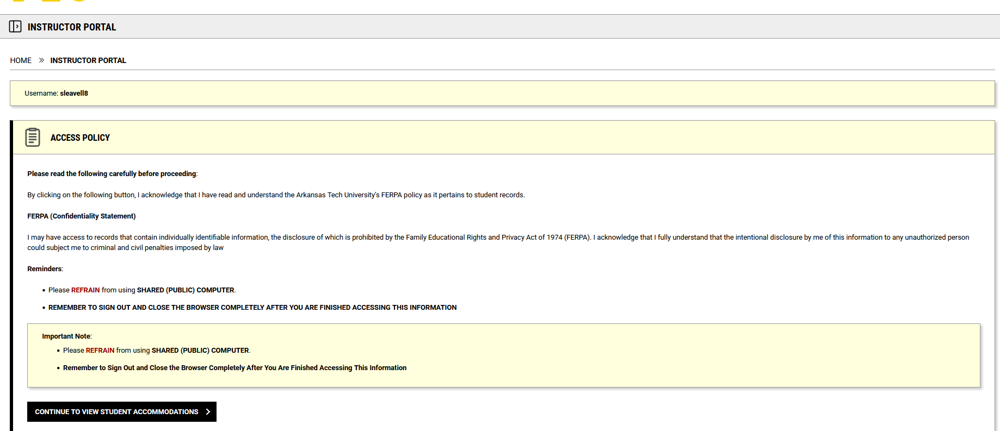 INSTRUCTOR PORTAL
HOME » INSTRUCTOR PORTAL
Username: sleavell8
ACCESS POLICY
Please read the following carefully before proceeding:
By clicking on the following button, I acknowledge that I have read and understand the Arkansas Tech University's FERPA policy as it pertains to student records.
FERPA (Confidentiality Statement)
I may have access to records that contain individually identifiable information, the disclosure of which is prohibited by the Family Educational Rights and Privacy Act of 1974 (FERPA). I acknowledge that I fully understand that the intentional disclosure by me of this information to any unauthorized person
could subject me to criminal and civil penalties imposed by law
Reminders:
• Please REFRAIN from using SHARED (PUBLIC) COMPUTER.
• REMEMBER TO SIGN OUT AND CLOSE THE BROWSER COMPLETELY AFTER YOU ARE FINISHED ACCESSING THIS INFORMATION
Important Note:
• Please REFRAIN from using SHARED (PUBLIC) COMPUTER.
• Remember to Sign Out and Close the Browser Completely After You Are Finished Accessing This Information
CONTINUE TO VIEW STUDENT ACCOMMODATIONS